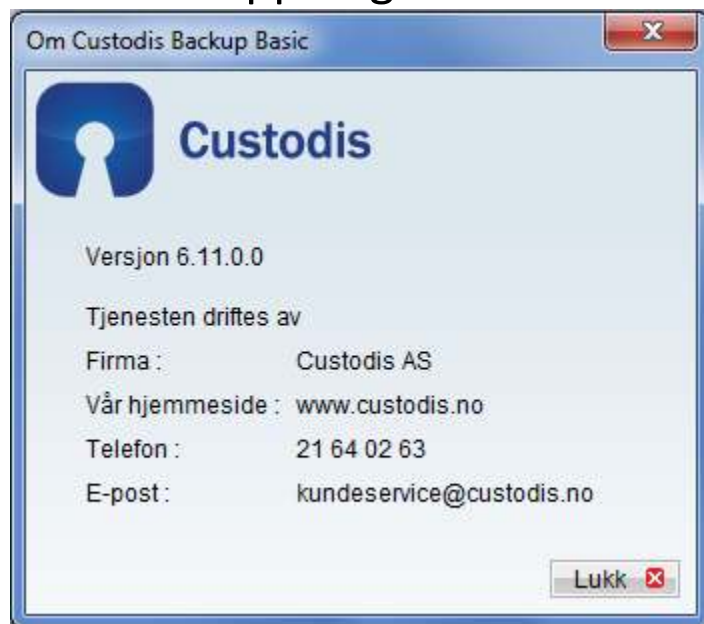 Om Custodis Backup Basic
Custodis
Versjon 6.11.0.0
Tjenesten driftes av
Firma : Custodis AS
Vår hjemmeside : www.custodis.no
Telefon : 21 64 02 63
E-post : kundeservice@custodis.no
Lukk